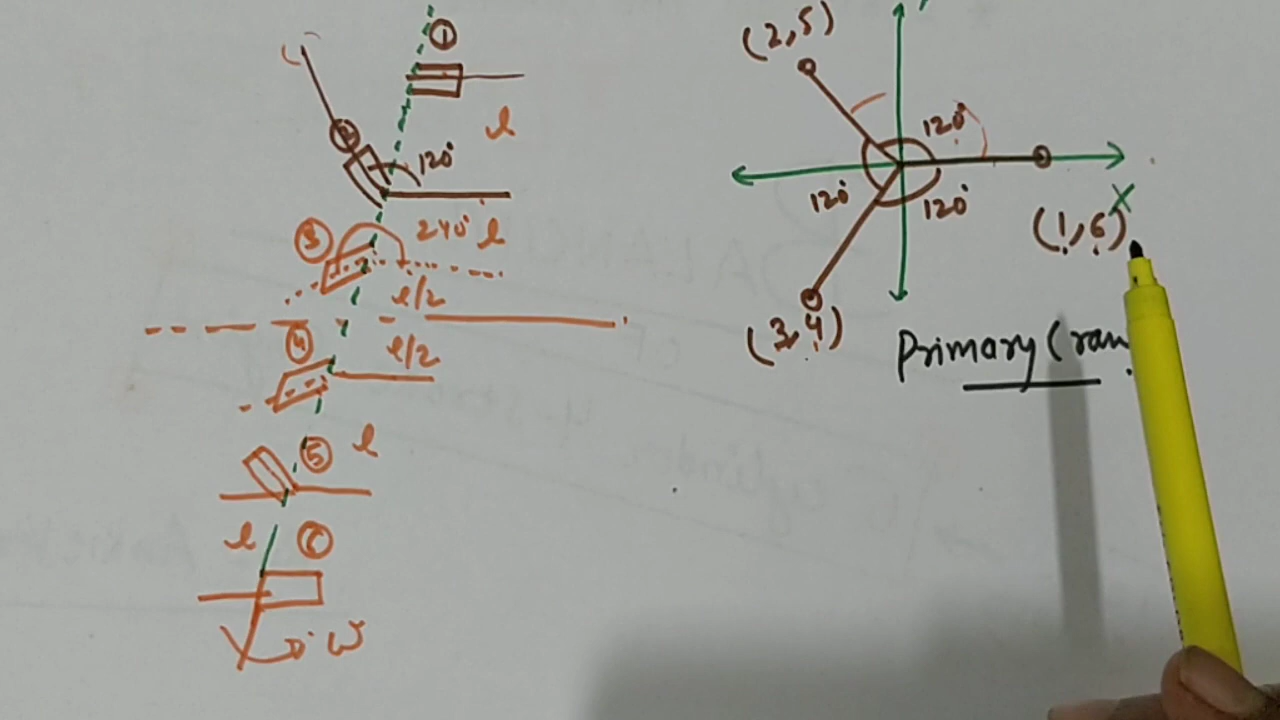 ①
l
②
120°
③
240°
l
l/2
④
l/2
⑤
l
l
⑥
ω
(2,5)
120°
120°
120°
X
(1,6)
(3,4)
Primary (ram